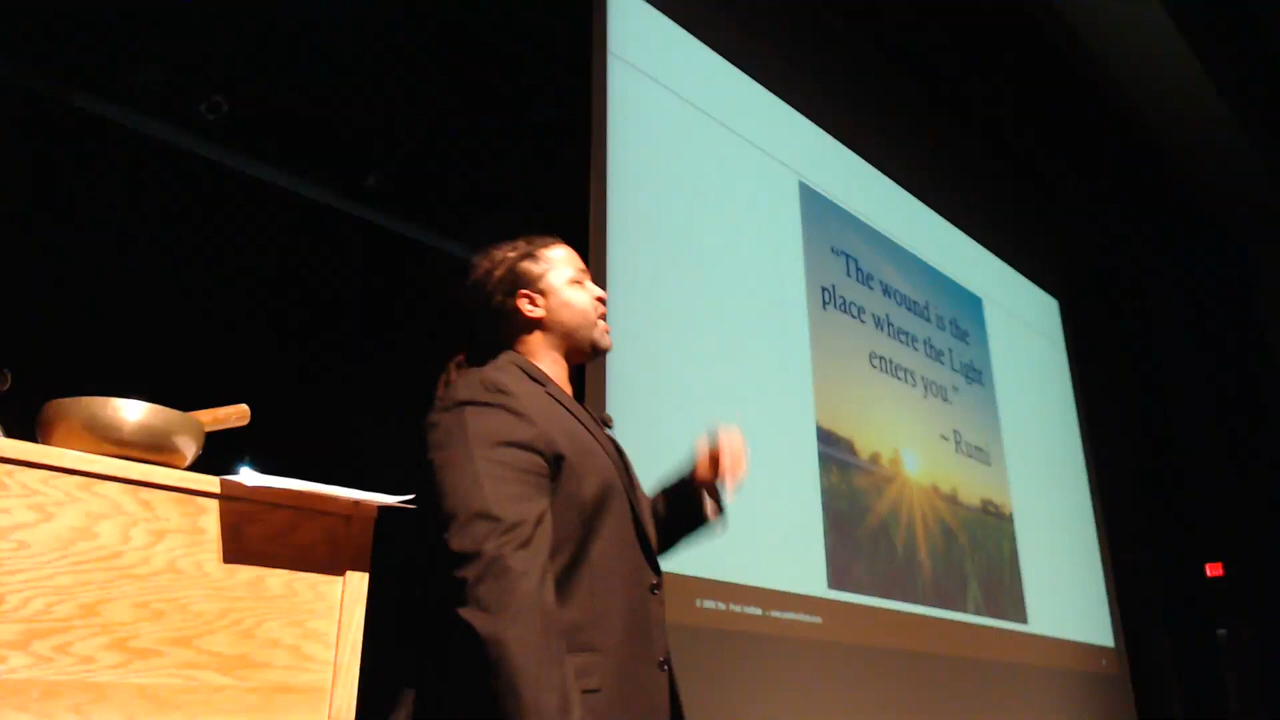 “The wound is the
place where the Light
enters you.”
~ Rumi